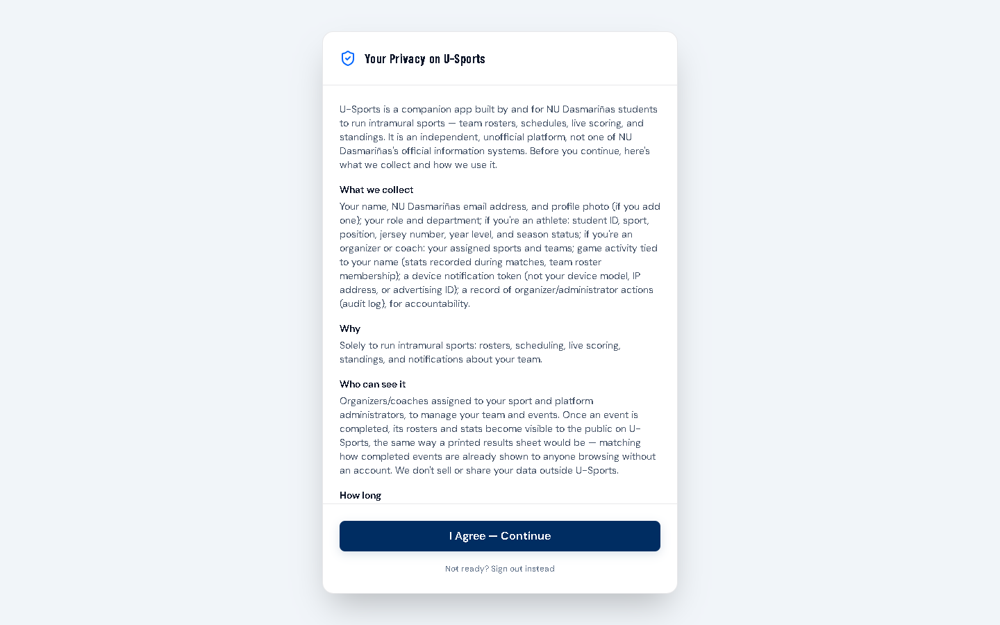 Your Privacy on U-Sports
U-Sports is a companion app built by and for NU Dasmariñas students
to run intramural sports — team rosters, schedules, live scoring, and
standings. It is an independent, unofficial platform, not one of NU
Dasmariñas's official information systems. Before you continue, here's
what we collect and how we use it.
What we collect
Your name, NU Dasmariñas email address, and profile photo (if you add
one); your role and department; if you're an athlete: student ID, sport,
position, jersey number, year level, and season status; if you're an
organizer or coach: your assigned sports and teams; game activity tied
to your name (stats recorded during matches, team roster
membership); a device notification token (not your device model, IP
address, or advertising ID); a record of organizer/administrator actions
(audit log), for accountability.
Why
Solely to run intramural sports: rosters, scheduling, live scoring,
standings, and notifications about your team.
Who can see it
Organizers/coaches assigned to your sport and platform
administrators, to manage your team and events. Once an event is
completed, its rosters and stats become visible to the public on U-
Sports, the same way a printed results sheet would be — matching
how completed events are already shown to anyone browsing without
an account. We don't sell or share your data outside U-Sports.
How long
I Agree — Continue
Not ready? Sign out instead